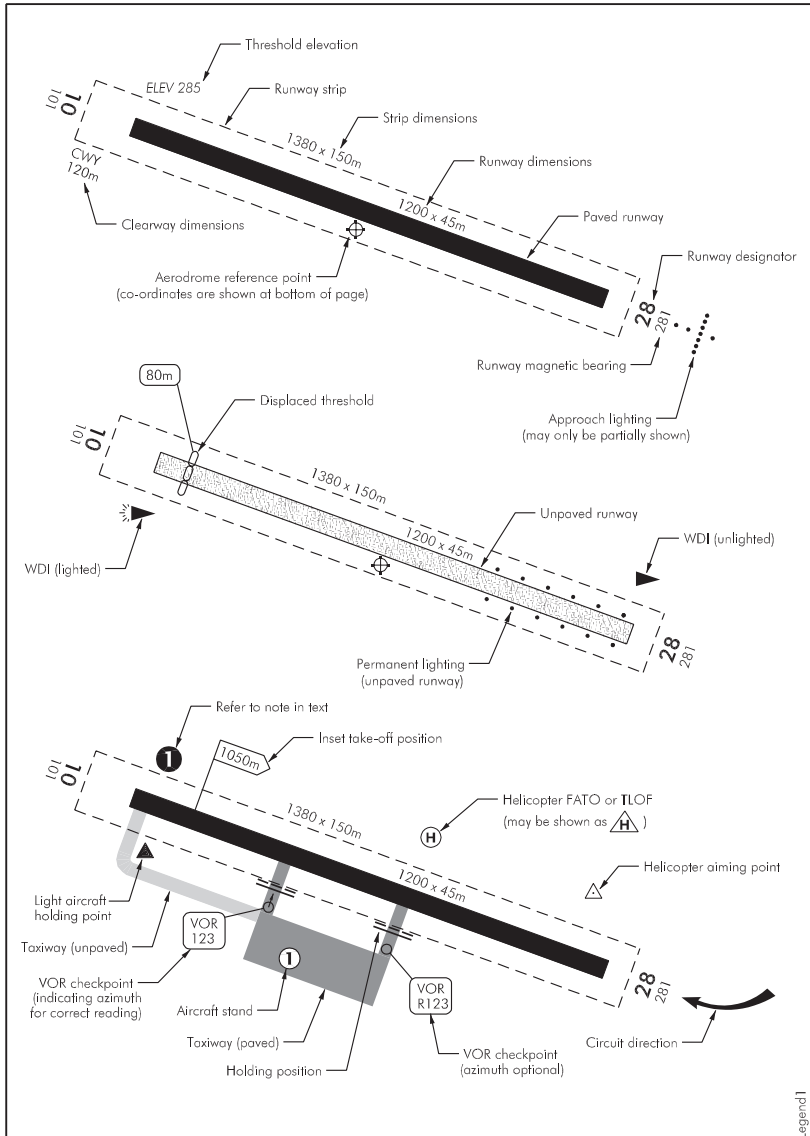 Threshold elevation
ELEV 285
Runway strip
10
101
Strip dimensions
1380 x 150m
CWY
120m
Runway dimensions
1200 x 45m
Clearway dimensions
Paved runway
Aerodrome reference point
(co-ordinates are shown at bottom of page)
Runway designator
28
281
Runway magnetic bearing
Approach lighting
(may only be partially shown)
80m
Displaced threshold
10
101
1380 x 150m
1200 x 45m
Unpaved runway
WDI (lighted)
WDI (unlighted)
28
281
Permanent lighting
(unpaved runway)
Refer to note in text
1
Inset take-off position
1050m
10
101
1380 x 150m
Helicopter FATO or TLOF
(may be shown as H )
H
1200 x 45m
Helicopter aiming point
Light aircraft
holding point
Taxiway (unpaved)
VOR
123
VOR checkpoint
(indicating azimuth
for correct reading)
1
Aircraft stand
Taxiway (paved)
Holding position
VOR
R123
VOR checkpoint
(azimuth optional)
28
281
Circuit direction
Legend1